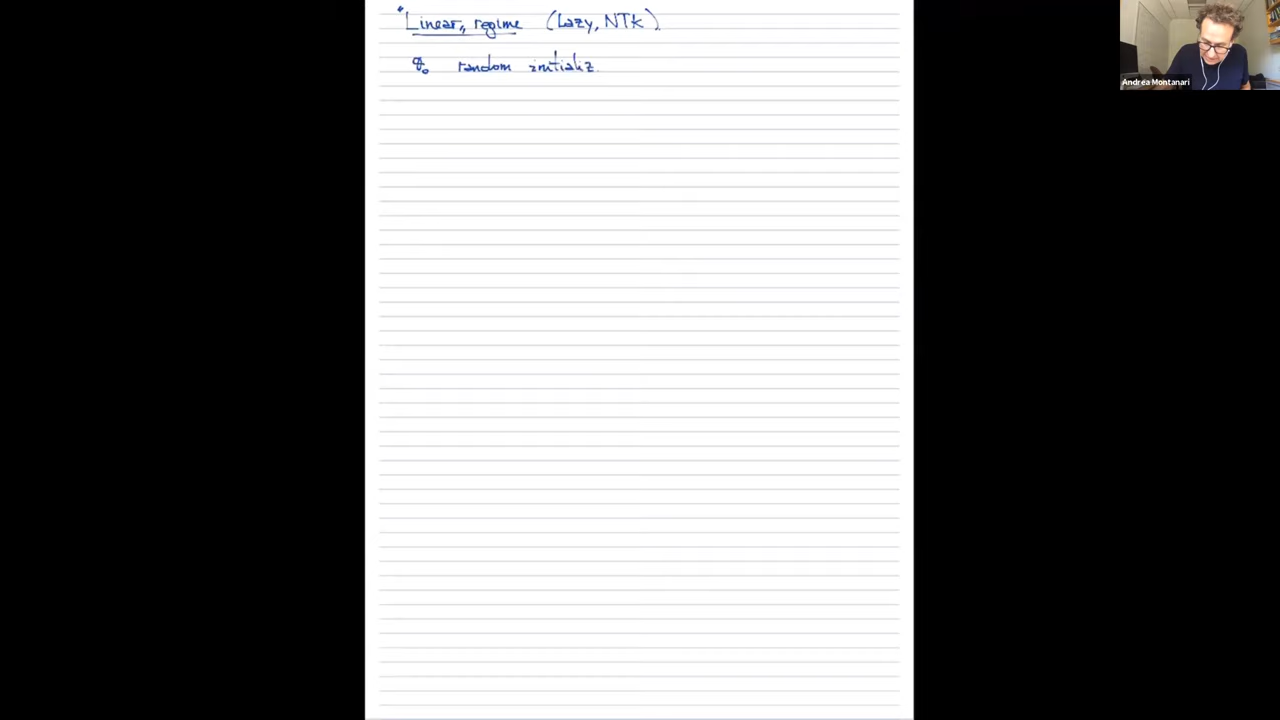 "Linear" regime (Lazy, NTK).
θ₀ random initializ.
Andrea Montanari